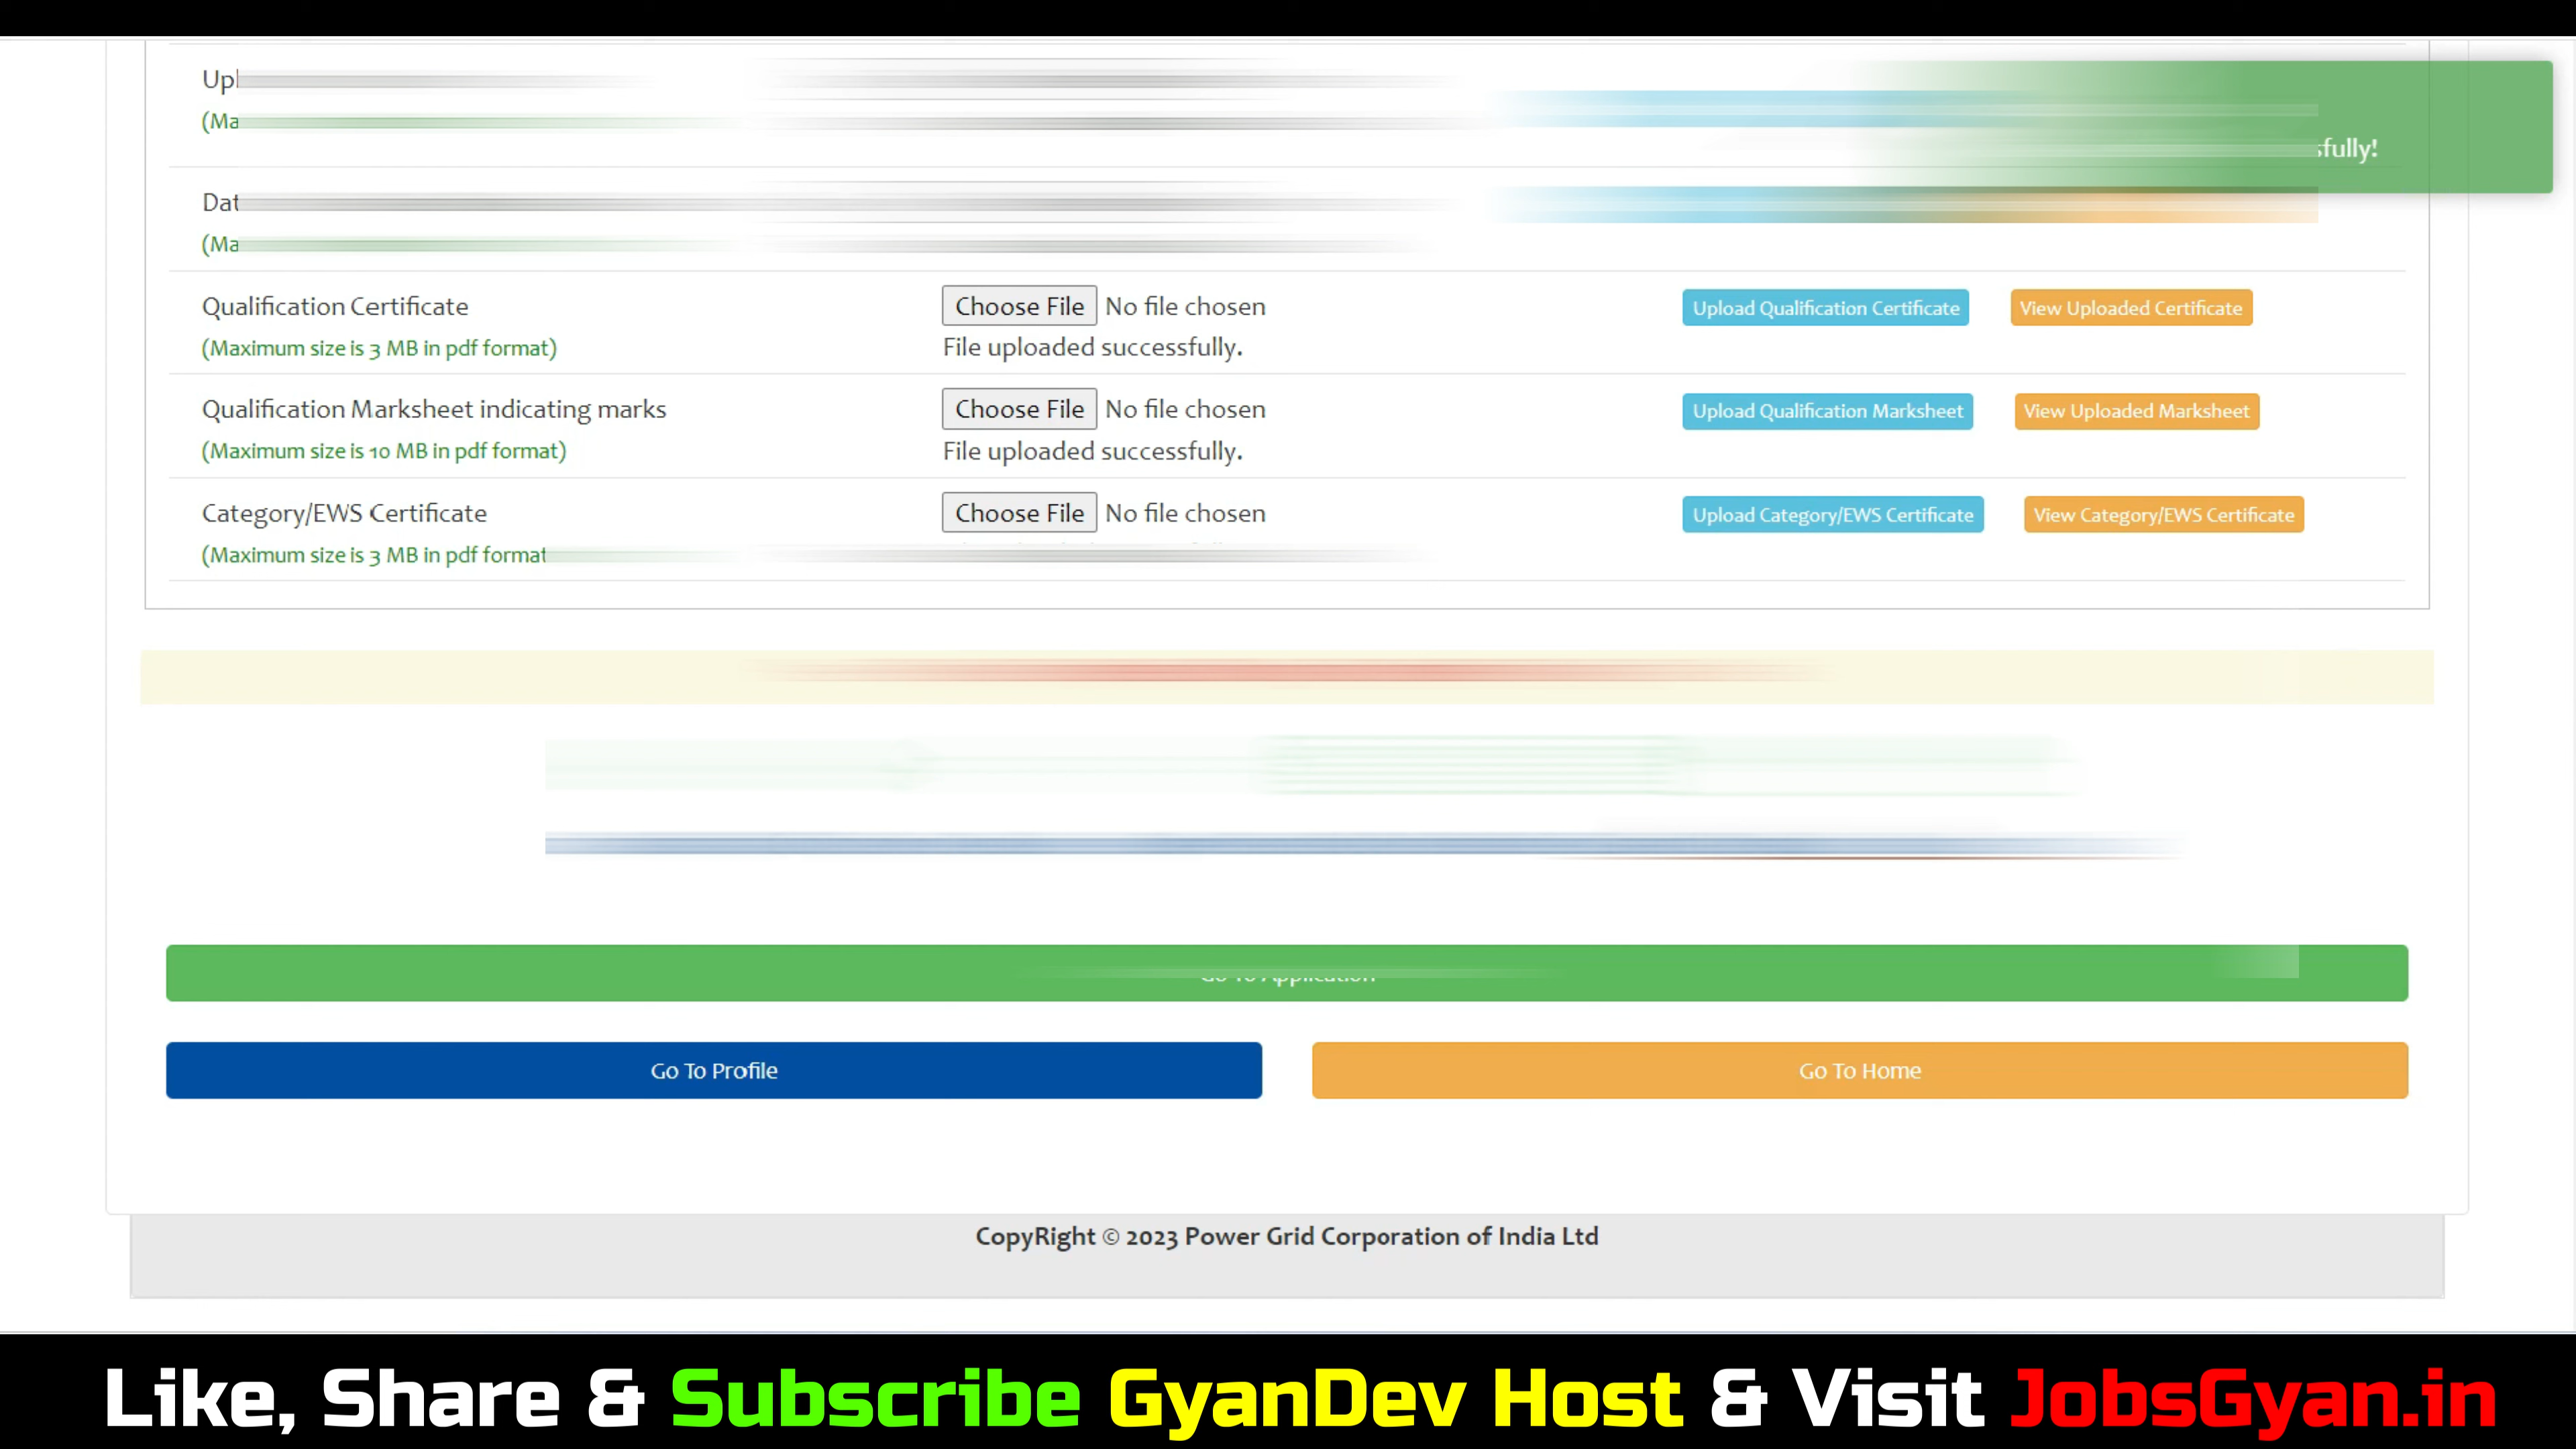 (Ma
sfully!
(Ma
Qualification Certificate
Choose File No file chosen
Upload Qualification Certificate
View Uploaded Certificate
(Maximum size is 3 MB in pdf format)
File uploaded successfully.
Qualification Marksheet indicating marks
Choose File No file chosen
Upload Qualification Marksheet
View Uploaded Marksheet
(Maximum size is 10 MB in pdf format)
File uploaded successfully.
Category/EWS Certificate
Choose File No file chosen
Upload Category/EWS Certificate
View Category/EWS Certificate
(Maximum size is 3 MB in pdf format
Go To Application
Go To Profile
Go To Home
CopyRight © 2023 Power Grid Corporation of India Ltd
Like, Share & Subscribe GyanDev Host & Visit JobsGyan.in